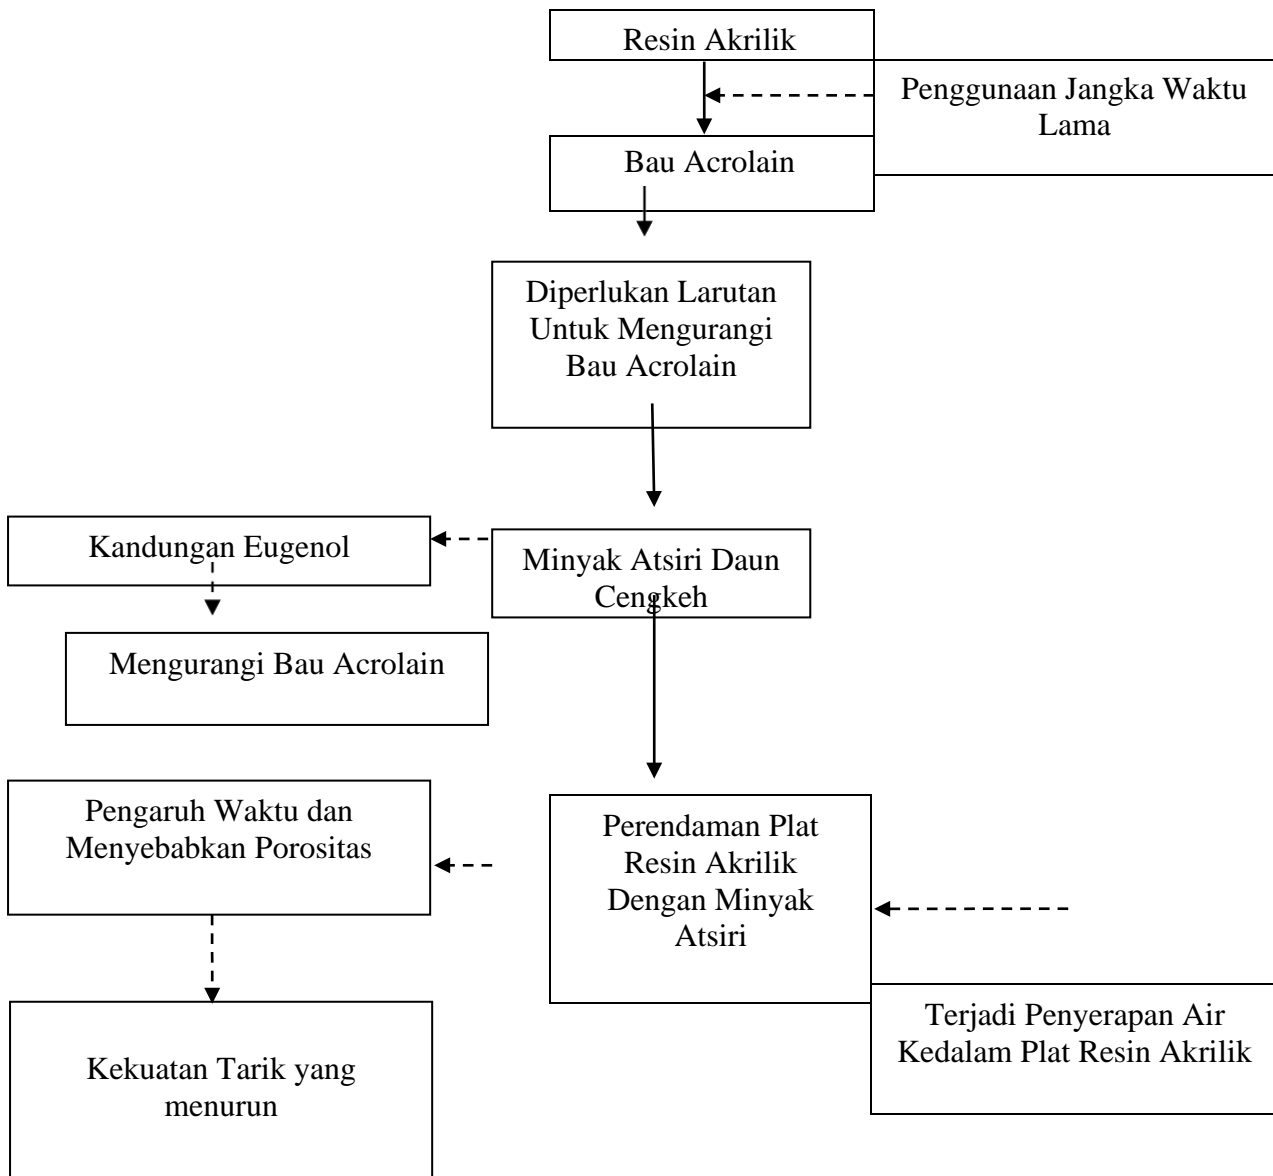 Resin Akrilik
Penggunaan Jangka Waktu
Lama
Bau Acrolain
Diperlukan Larutan
Untuk Mengurangi
Bau Acrolain
Kandungan Eugenol
Minyak Atsiri Daun
Cengkeh
Mengurangi Bau Acrolain
Pengaruh Waktu dan
Menyebabkan Porositas
Perendaman Plat
Resin Akrilik
Dengan Minyak
Atsiri
Terjadi Penyerapan Air
Kedalam Plat Resin Akrilik
Kekuatan Tarik yang
menurun